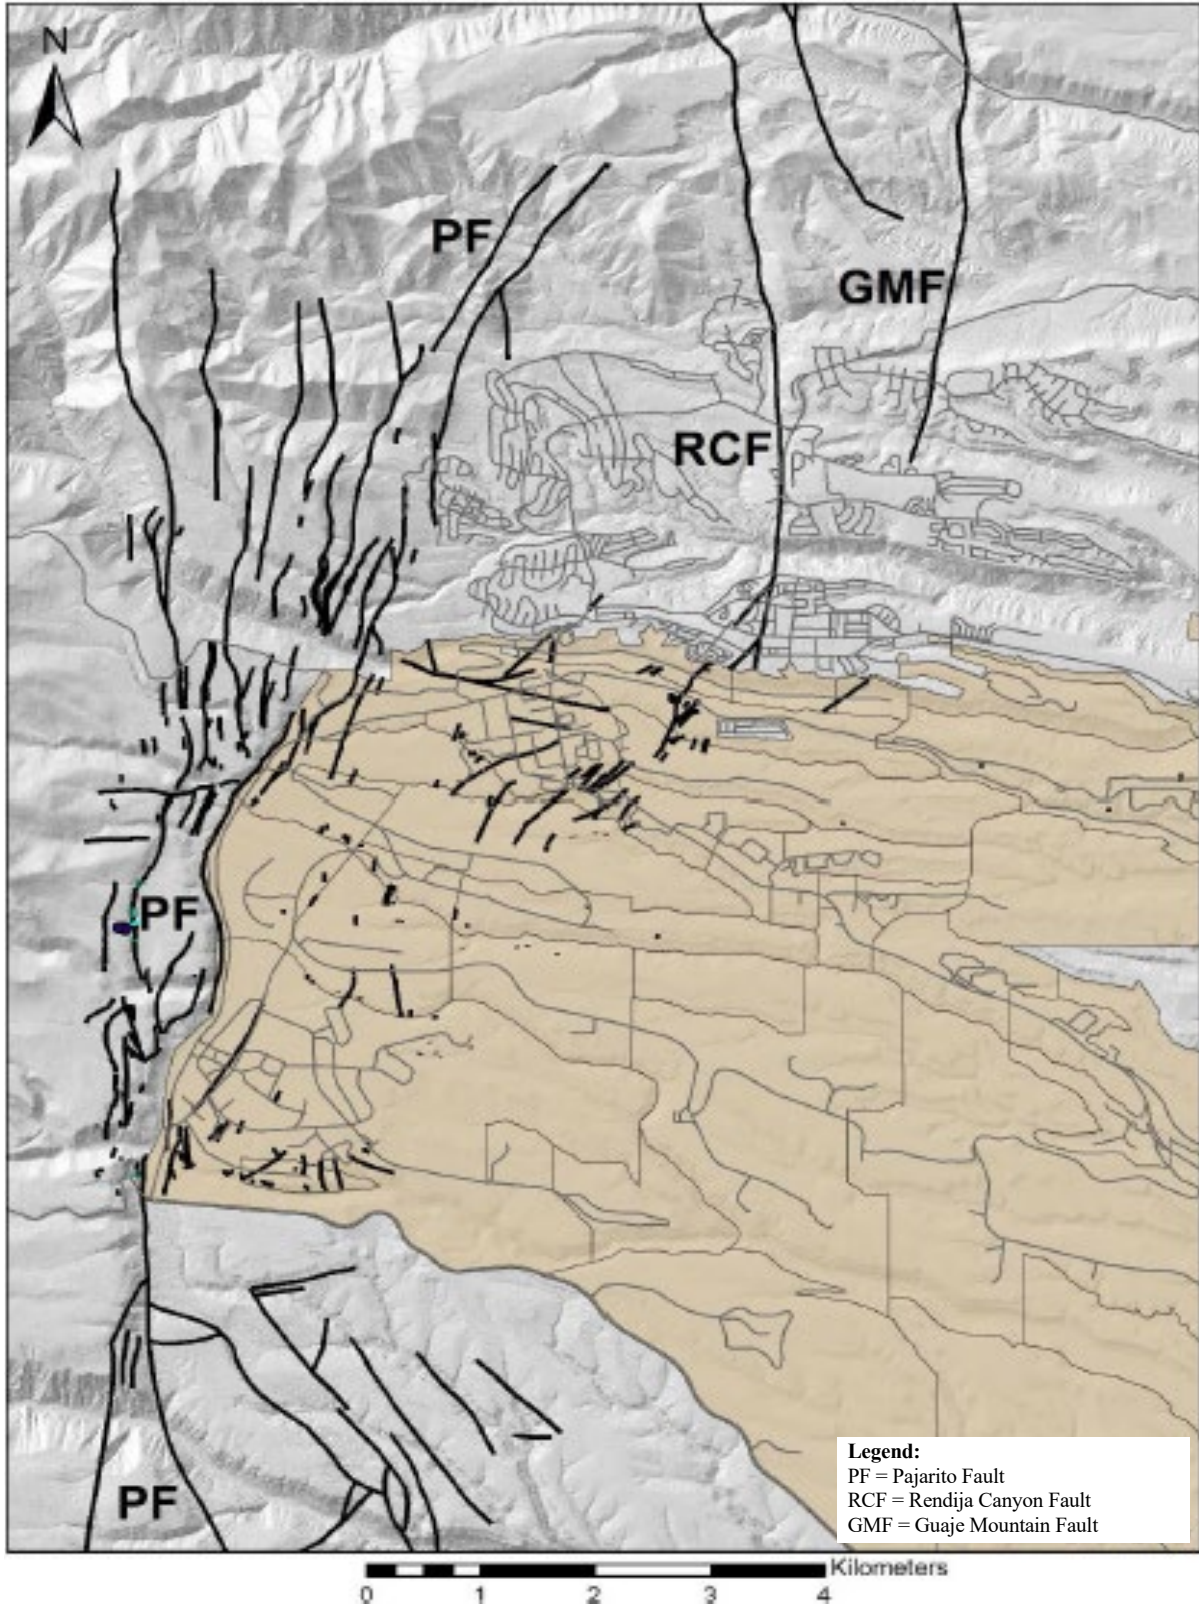 N
PF
GMF
RCF
PF
PF
Legend:
PF = Pajarito Fault
RCF = Rendija Canyon Fault
GMF = Guaje Mountain Fault
Kilometers
0 1 2 3 4